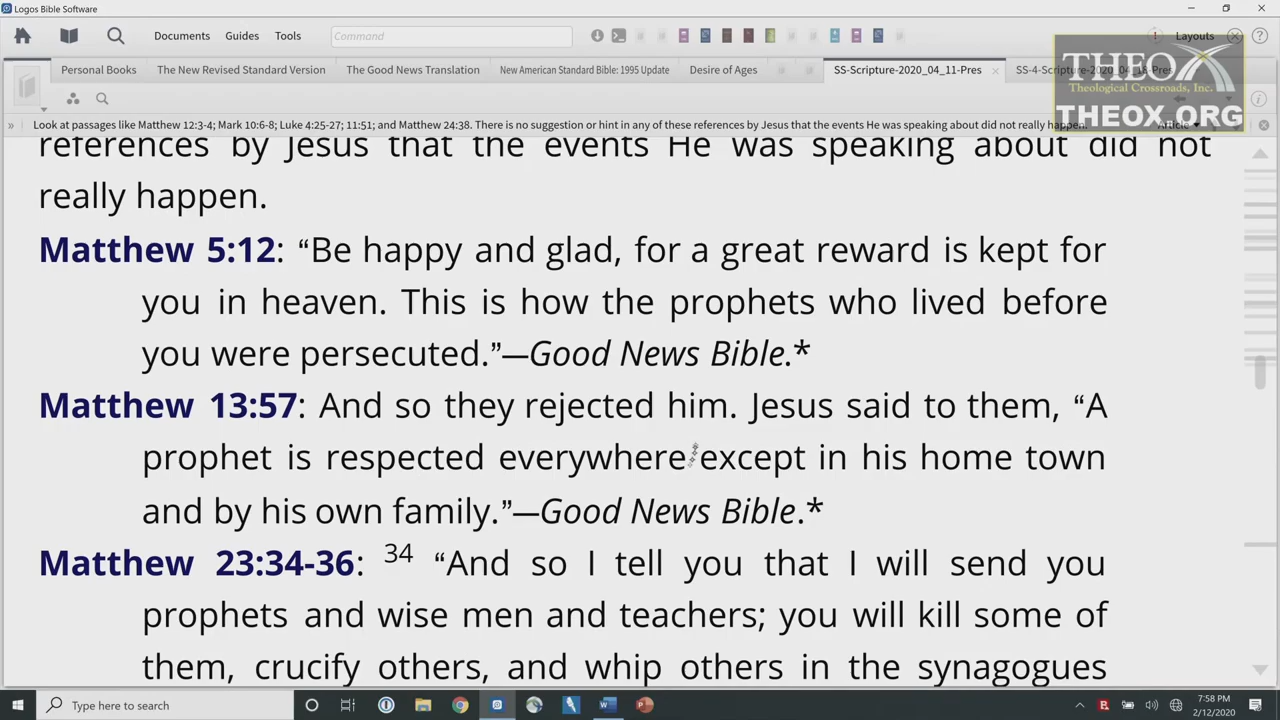 Logos Bible Software
Documents Guides Tools Command Layouts
Personal Books The New Revised Standard Version New American Standard Bible: 1995 Update Desire of Ages SS-Scripture-2020_04_11-Pres SS-4-Scripture-2020_04_18-Pres
THEOX
Theological Crossroads, Inc.
THEOX.ORG
» Look at passages like Matthew 12:3-4; Mark 10:6-8; Luke 4:25-27; 11:51; and Matthew 24:38. There is no suggestion or hint in any of these references by Jesus that the events He was speaking about did not really happen. Article
references by Jesus that the events He was speaking about did not
really happen.
Matthew 5:12: “Be happy and glad, for a great reward is kept for
you in heaven. This is how the prophets who lived before
you were persecuted.”—Good News Bible.*
Matthew 13:57: And so they rejected him. Jesus said to them, “A
prophet is respected everywhere except in his home town
and by his own family.”—Good News Bible.*
Matthew 23:34-36: 34 “And so I tell you that I will send you
prophets and wise men and teachers; you will kill some of
them, crucify others, and whip others in the synagogues
Type here to search
7:58 PM
2/12/2020